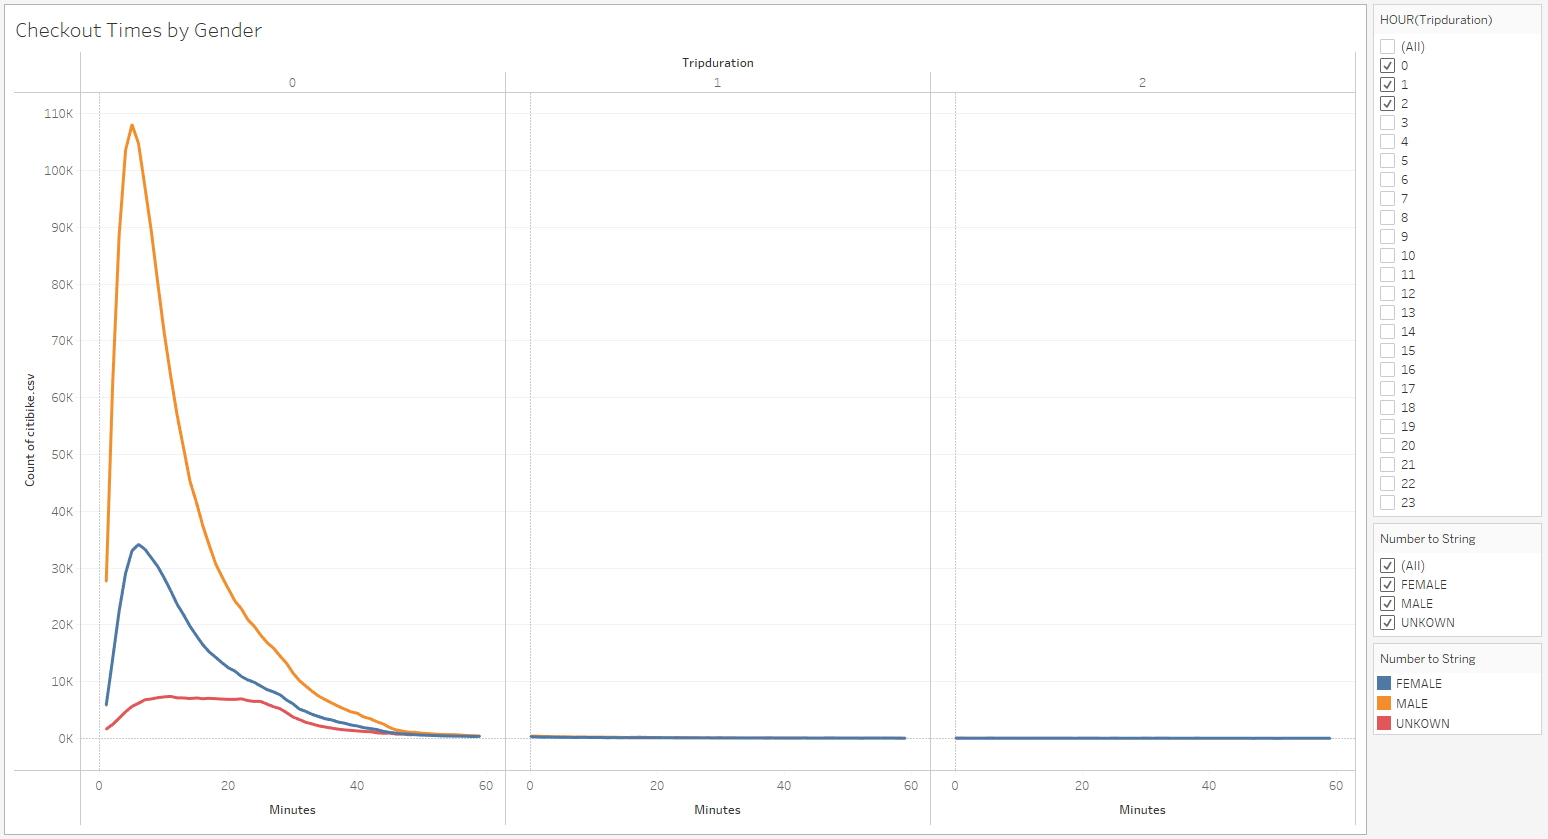 Checkout Times by Gender
Tripduration
0 1 2
110K
100K
90K
80K
70K
60K
50K
40K
30K
20K
10K
0K
Count of citibike.csv
0 20 40 60 0 20 40 60 0 20 40 60
Minutes Minutes Minutes
HOUR(Tripduration)
(All)
0
1
2
3
4
5
6
7
8
9
10
11
12
13
14
15
16
17
18
19
20
21
22
23
Number to String
(All)
FEMALE
MALE
UNKOWN
Number to String
FEMALE
MALE
UNKOWN